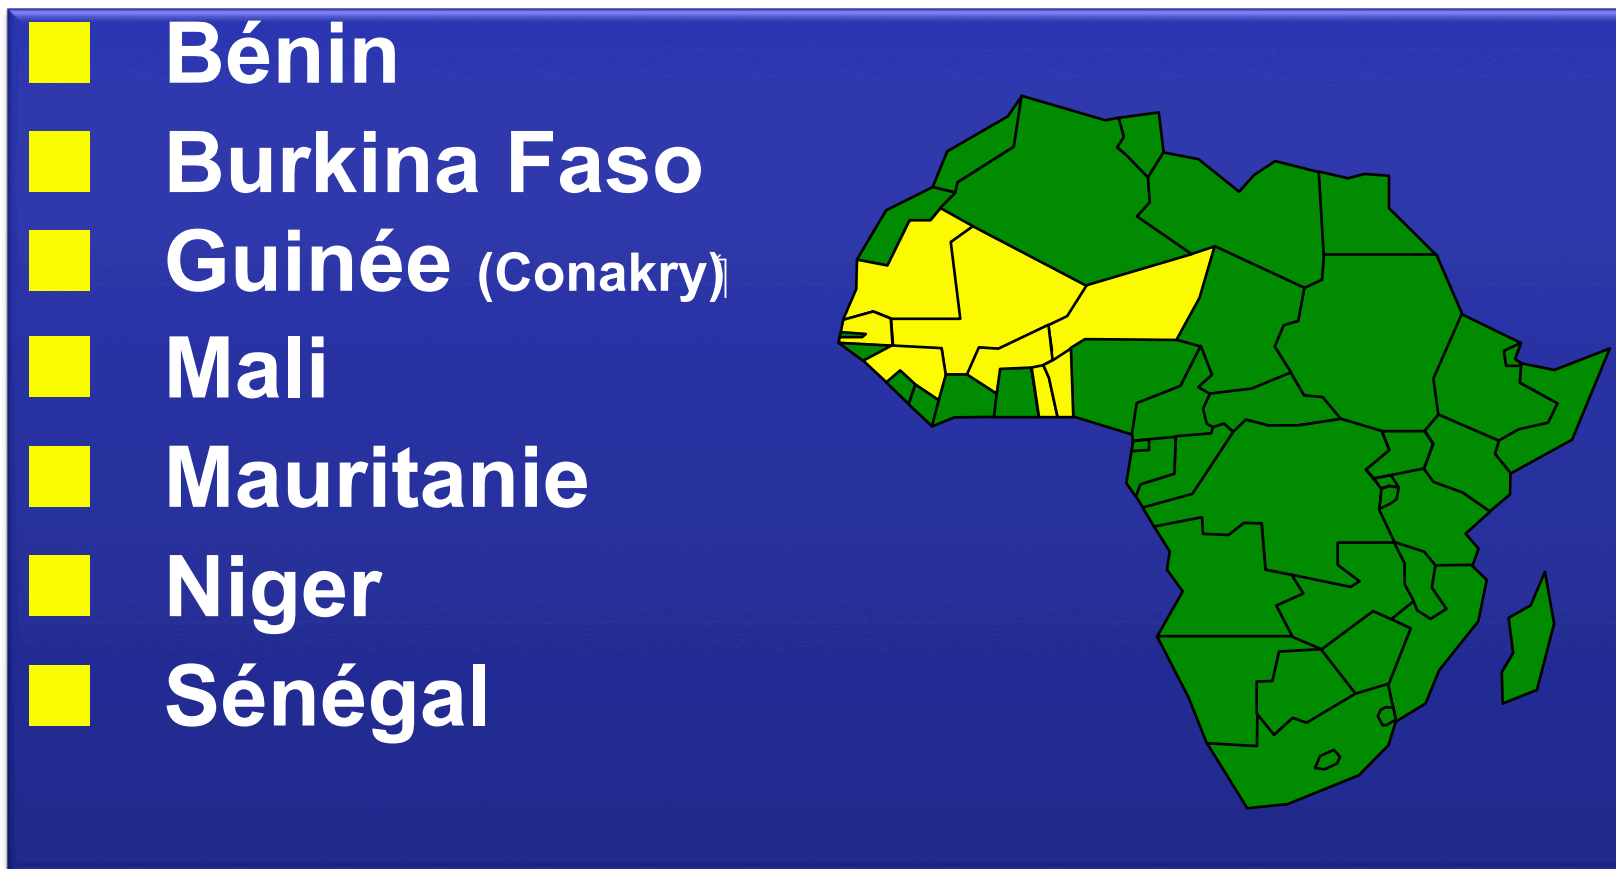 Bénin
Burkina Faso
Guinée (Conakry)
Mali
Mauritanie
Niger
Sénégal